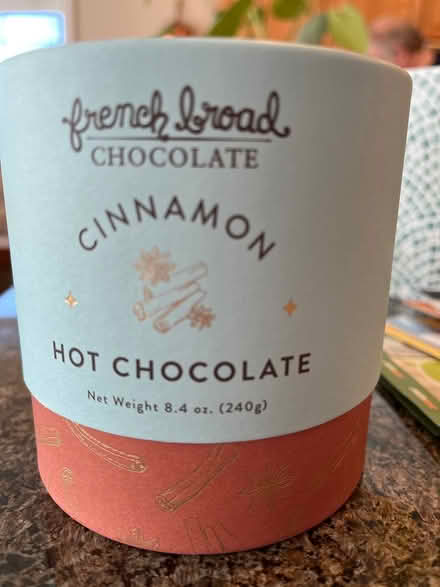 french broad
CHOCOLATE
CINNAMON
HOT CHOCOLATE
Net Weight 8.4 oz. (240g)